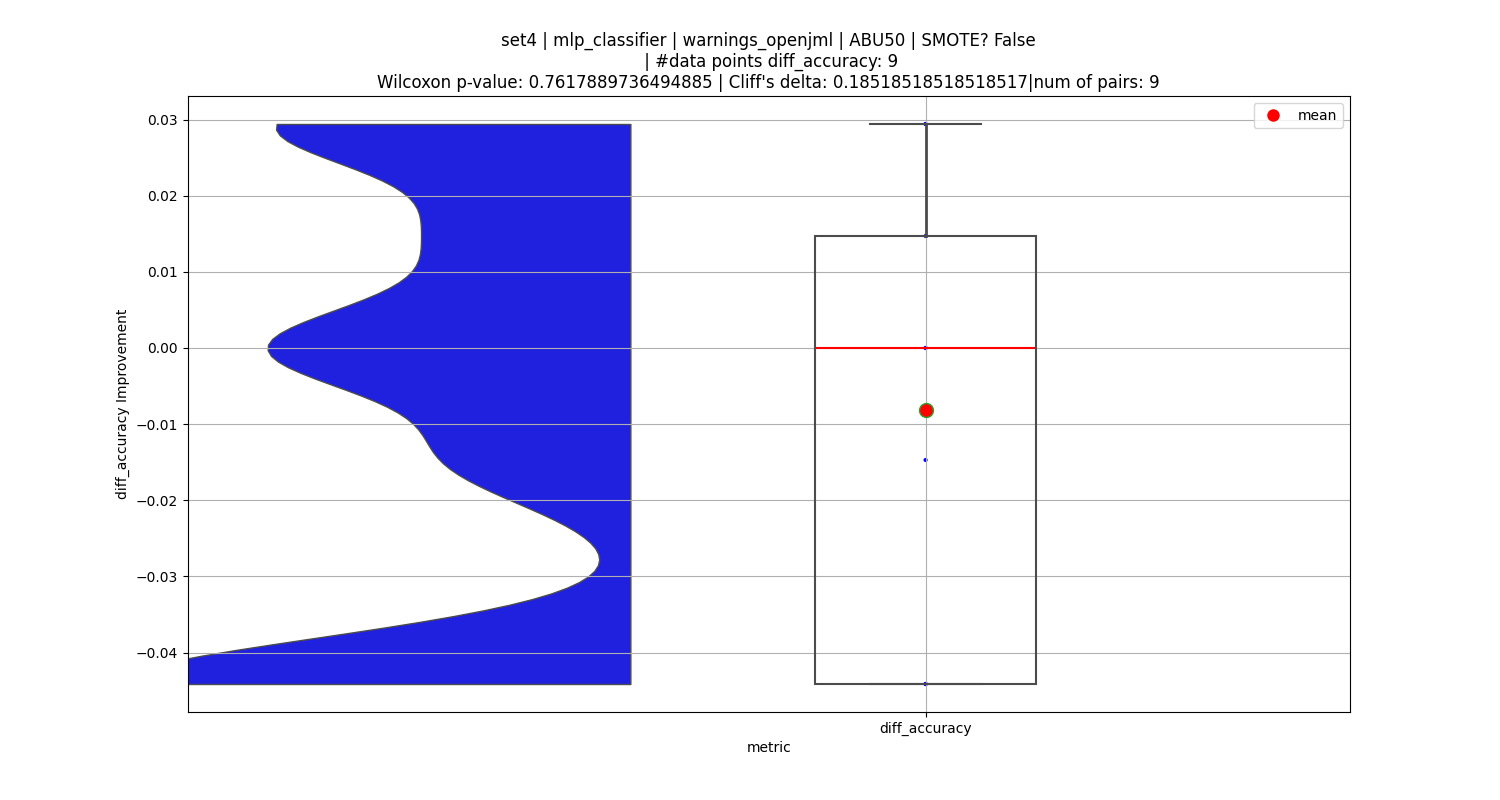 set4 | mlp_classifier | warnings_openjml | ABU50 | SMOTE? False
| #data points diff_accuracy: 9
Wilcoxon p-value: 0.7617889736494885 | Cliff's delta: 0.18518518518518517|num of pairs: 9
mean
0.03
0.02
0.01
0.00
−0.01
−0.02
−0.03
−0.04
diff_accuracy Improvement
diff_accuracy
metric